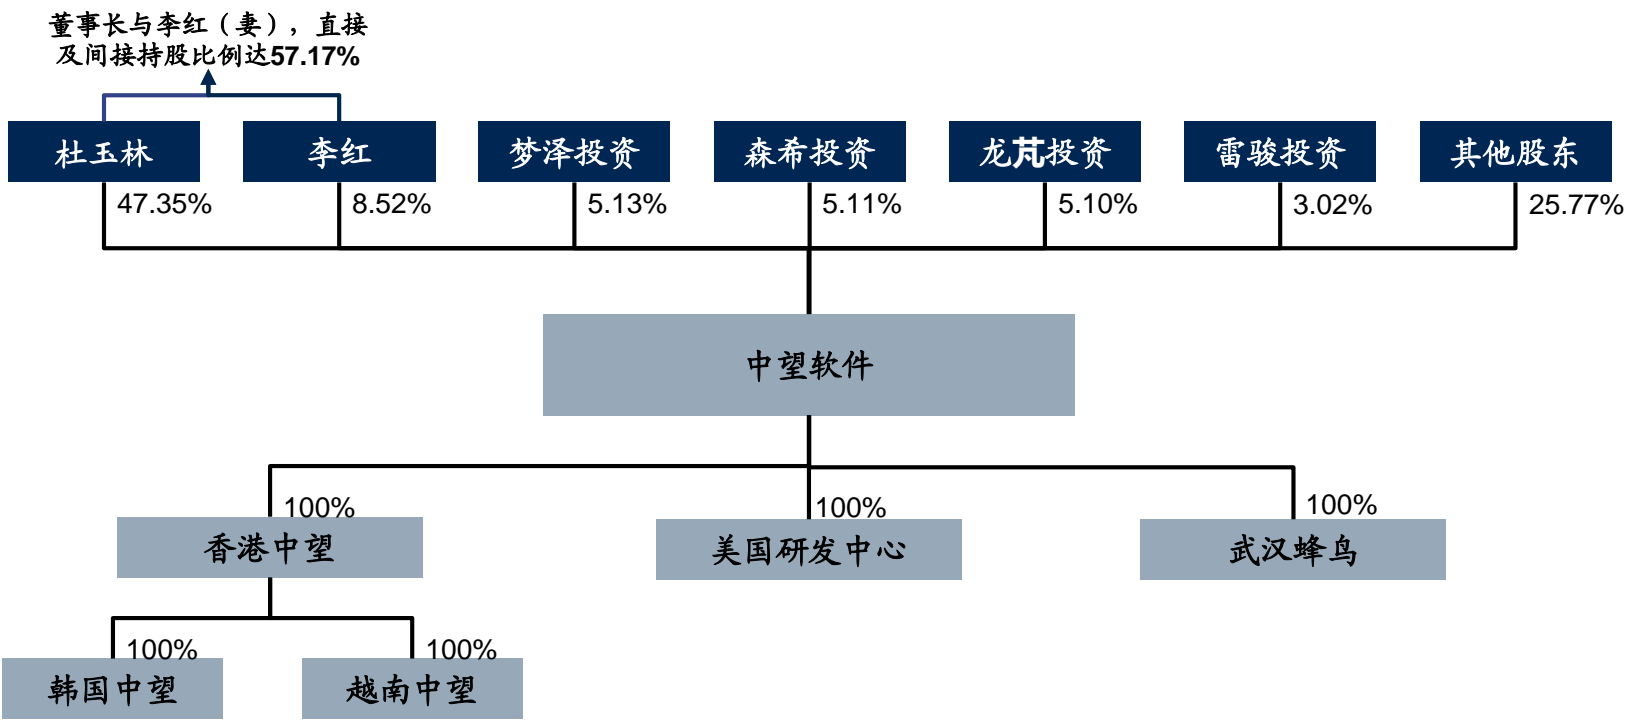 董事长与李红（妻），直接
及间接持股比例达57.17%
杜玉林
李红
梦泽投资
森希投资
龙芃投资
雷骏投资
其他股东
47.35%
8.52%
5.13%
5.11%
5.10%
3.02%
25.77%
中望软件
100%
100%
100%
香港中望
美国研发中心
武汉蜂鸟
100%
100%
韩国中望
越南中望